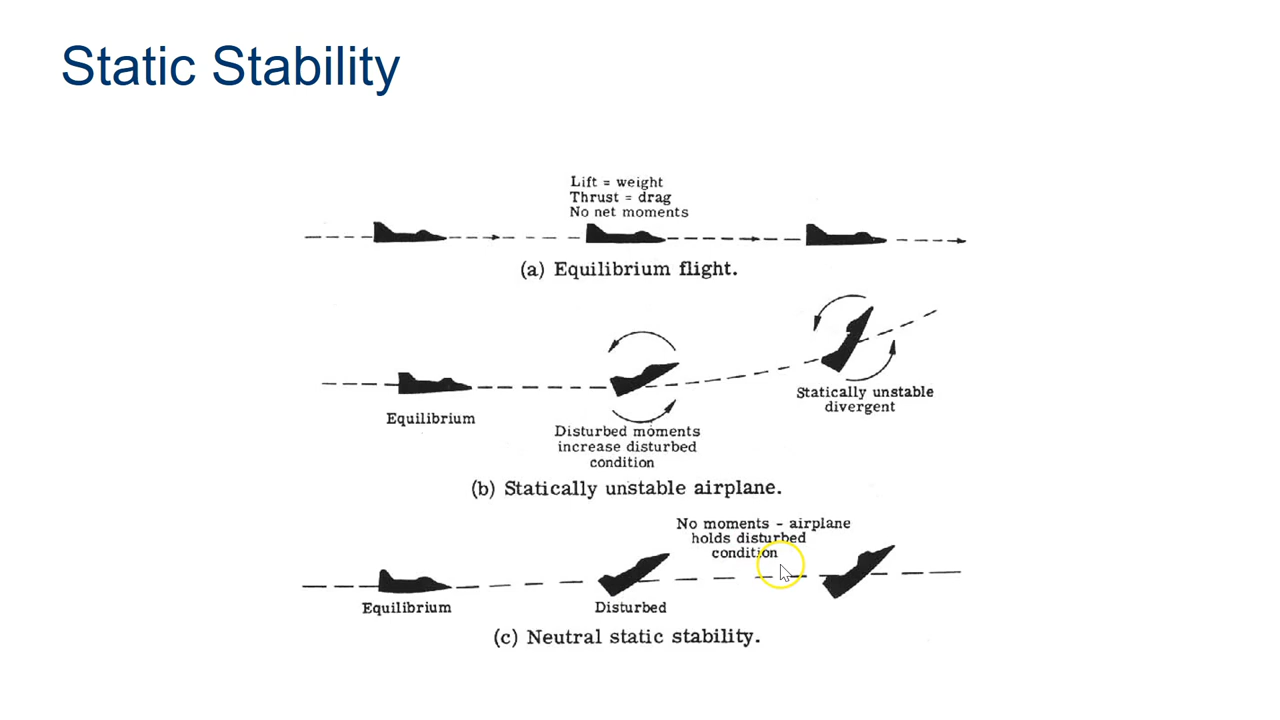 Static Stability
Lift = weight
Thrust = drag
No net moments
(a) Equilibrium flight.
Equilibrium
Disturbed moments
increase disturbed
condition
Statically unstable
divergent
(b) Statically unstable airplane.
No moments - airplane
holds disturbed
condition
Equilibrium
Disturbed
(c) Neutral static stability.